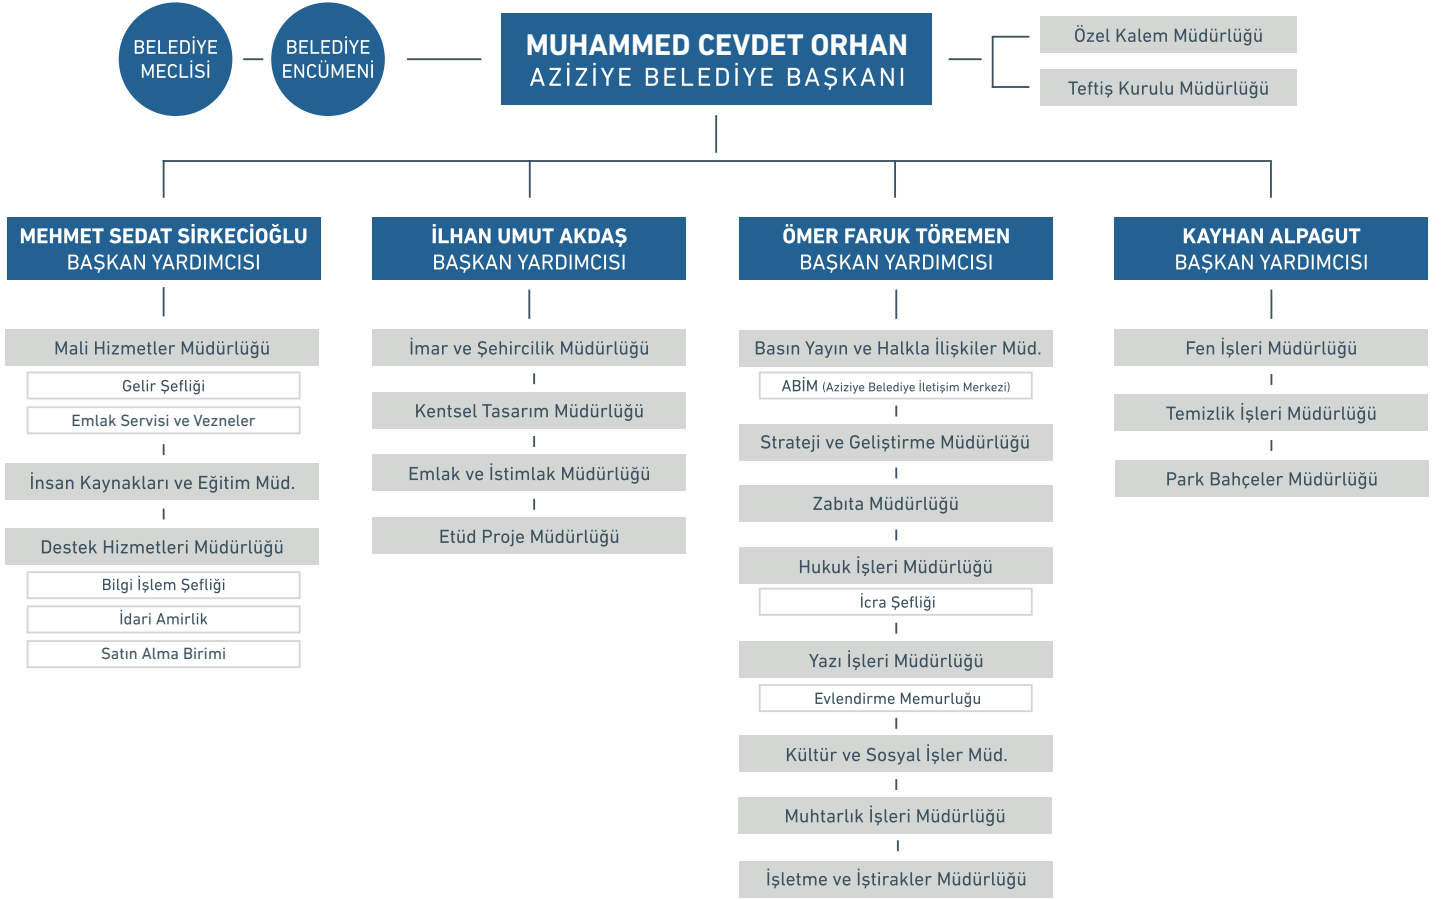 BELEDİYE
MECLİSİ
BELEDİYE
ENCÜMENİ
MUHAMMED CEVDET ORHAN
AZİZİYE BELEDİYE BAŞKANI
Özel Kalem Müdürlüğü
Teftiş Kurulu Müdürlüğü
MEHMET SEDAT SİRKECİOĞLU
BAŞKAN YARDIMCISI
Mali Hizmetler Müdürlüğü
Gelir Şefliği
Emlak Servisi ve Vezneler
İnsan Kaynakları ve Eğitim Müd.
Destek Hizmetleri Müdürlüğü
Bilgi İşlem Şefliği
İdari Amirlik
Satın Alma Birimi
İLHAN UMUT AKDAŞ
BAŞKAN YARDIMCISI
İmar ve Şehircilik Müdürlüğü
Kentsel Tasarım Müdürlüğü
Emlak ve İstimlak Müdürlüğü
Etüd Proje Müdürlüğü
ÖMER FARUK TÖREMEN
BAŞKAN YARDIMCISI
Basın Yayın ve Halkla İlişkiler Müd.
ABİM (Aziziye Belediye İletişim Merkezi)
Strateji ve Geliştirme Müdürlüğü
Zabıta Müdürlüğü
Hukuk İşleri Müdürlüğü
İcra Şefliği
Yazı İşleri Müdürlüğü
Evlendirme Memurluğu
Kültür ve Sosyal İşler Müd.
Muhtarlık İşleri Müdürlüğü
İşletme ve İştirakler Müdürlüğü
KAYHAN ALPAGUT
BAŞKAN YARDIMCISI
Fen İşleri Müdürlüğü
Temizlik İşleri Müdürlüğü
Park Bahçeler Müdürlüğü